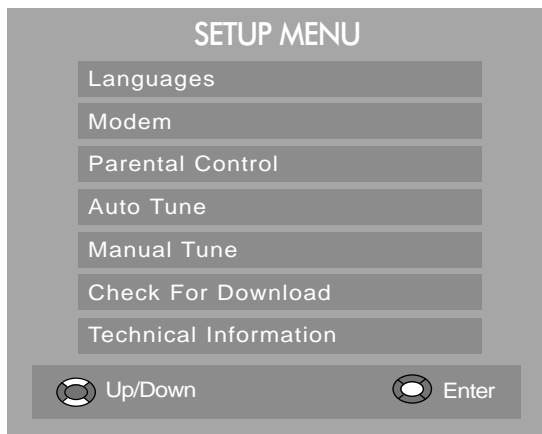 SETUP MENU
Languages
Modem
Parental Control
Auto Tune
Manual Tune
Check For Download
Technical Information
Up/Down Enter